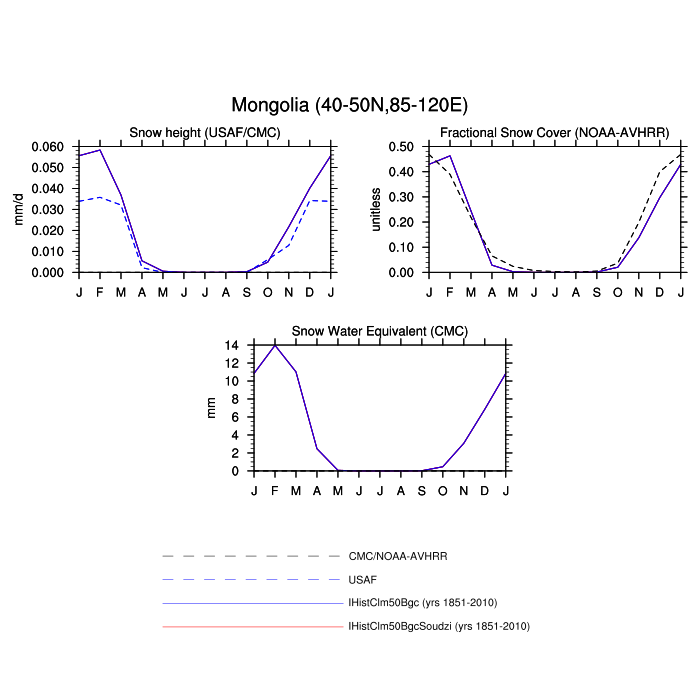 Mongolia (40-50N,85-120E)
Snow height (USAF/CMC)
mm/d
0.060
0.050
0.040
0.030
0.020
0.010
0.000
J F M A M J J A S O N D J
Fractional Snow Cover (NOAA-AVHRR)
unitless
0.50
0.40
0.30
0.20
0.10
0.00
J F M A M J J A S O N D J
Snow Water Equivalent (CMC)
mm
14
12
10
8
6
4
2
0
J F M A M J J A S O N D J
CMC/NOAA-AVHRR
USAF
IHistClm50Bgc (yrs 1851-2010)
IHistClm50BgcSoudzi (yrs 1851-2010)